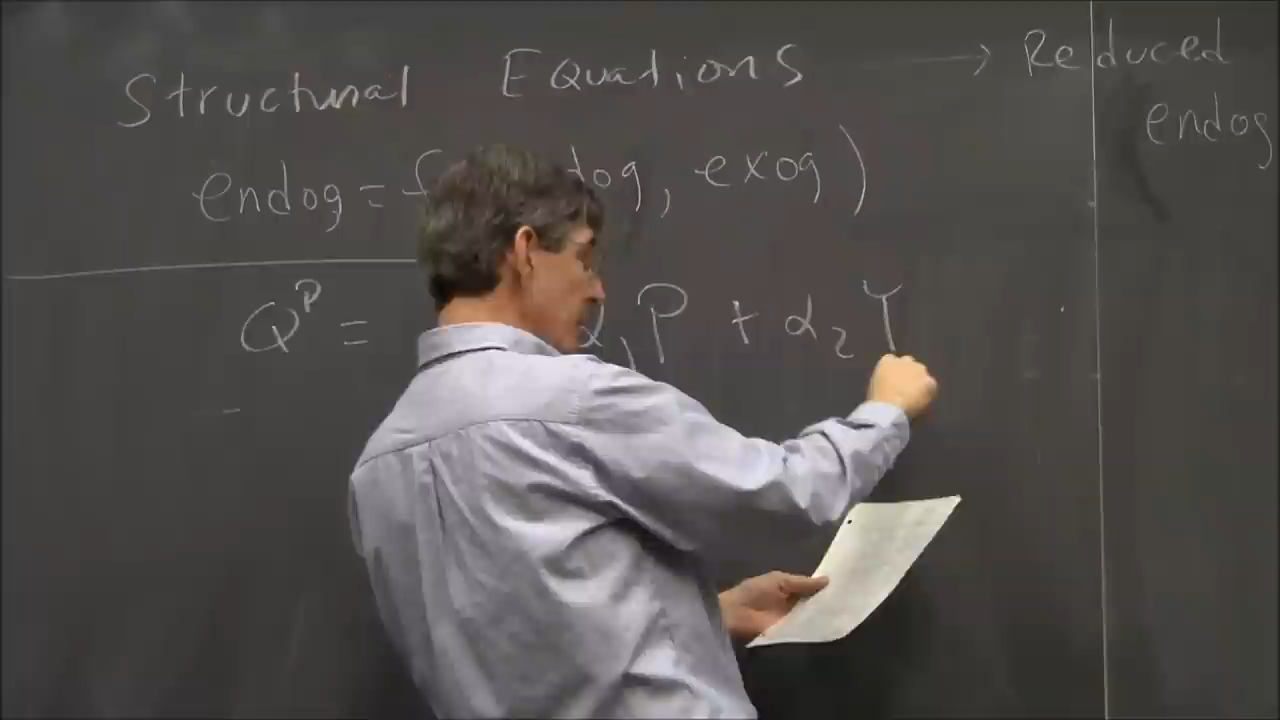 Structural Equations → Reduced
endog
endog = f dog, exog)
Q^D = α₁P + α₂Y